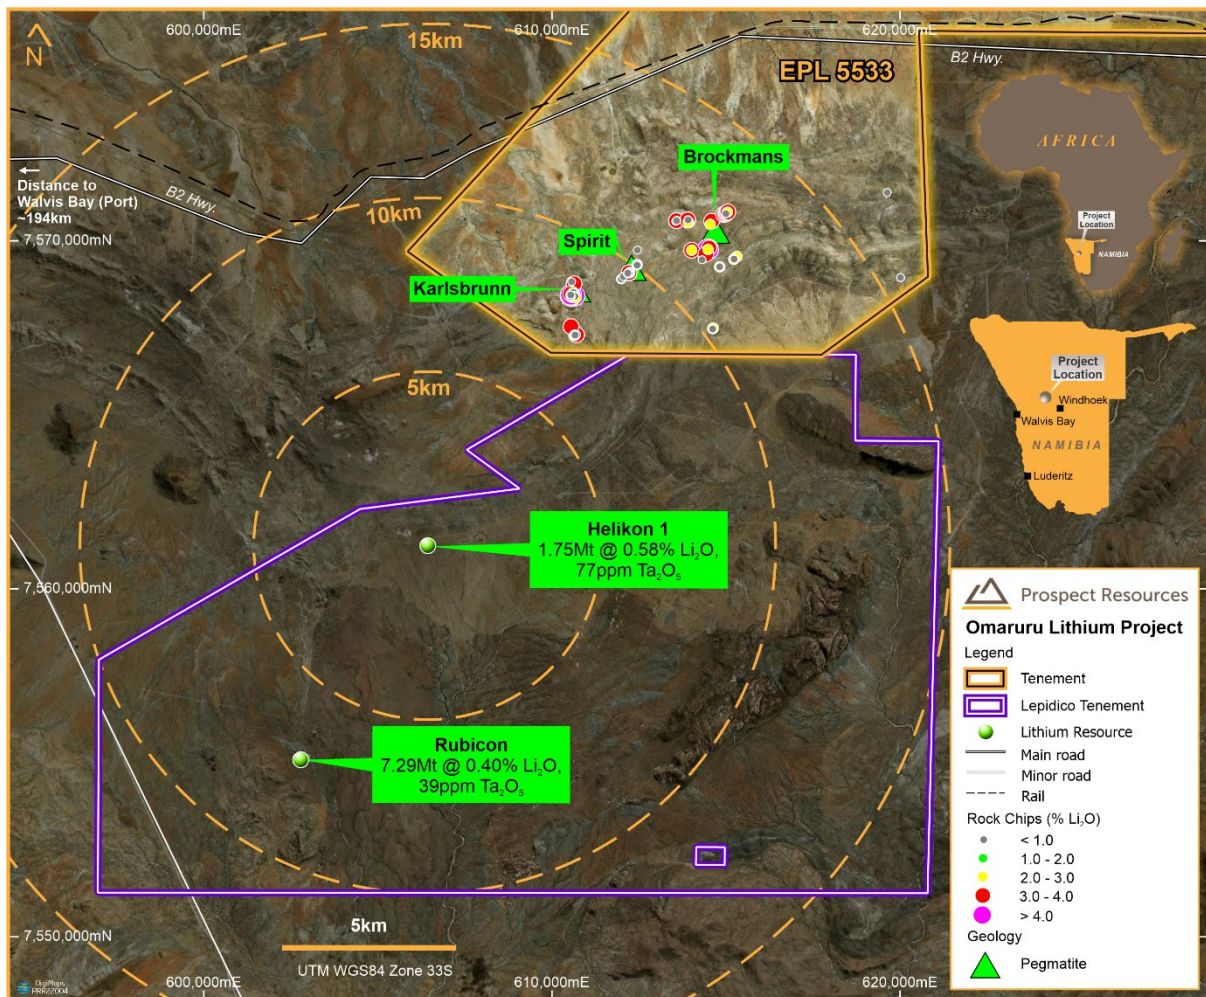 600,000mE
610,000mE
620,000mE
N
15km
B2 Hwy.
EPL 5533
Distance to
Walvis Bay (Port)
~194km
B2 Hwy.
10km
Brockmans
Spirit
Karlsbrunn
7,570,000mN
AFRICA
Project
Location
NAMIBIA
5km
Project
Location
Windhoek
Walvis Bay
NAMIBIA
Luderitz
Helikon 1
1.75Mt @ 0.58% Li₂O,
77ppm Ta₂O₅
7,560,000mN
Rubicon
7.29Mt @ 0.40% Li₂O,
39ppm Ta₂O₅
7,550,000mN
5km
UTM WGS84 Zone 33S
600,000mE
610,000mE
620,000mE
DigiMaps
PRR22004
Prospect Resources
Omaruru Lithium Project
Legend
Tenement
Lepidico Tenement
Lithium Resource
Main road
Minor road
Rail
Rock Chips (% Li₂O)
< 1.0
1.0 - 2.0
2.0 - 3.0
3.0 - 4.0
> 4.0
Geology
Pegmatite